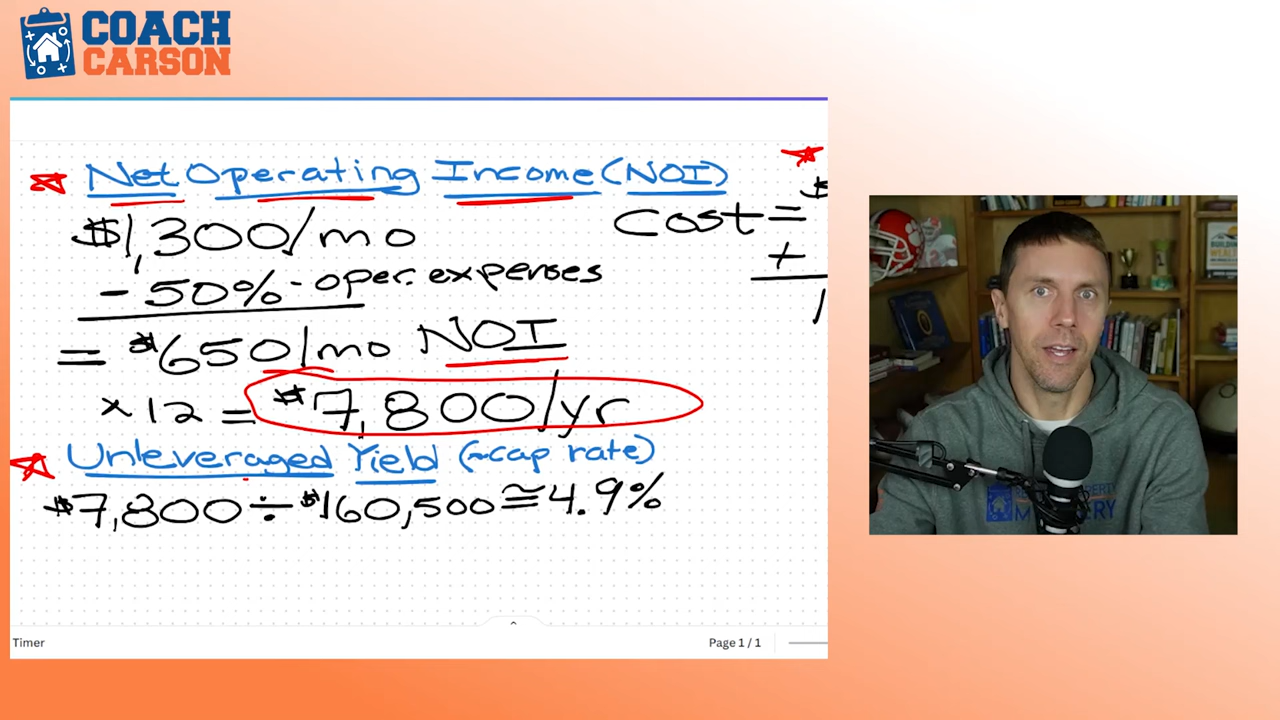 COACH
CARSON
Net Operating Income (NOI)
$1,300/mo
- 50% - oper. expenses
= $650/mo NOI
x 12 = $7,800/yr
Cost = $
+
1
Unleveraged Yield (~cap rate)
$7,800 ÷ $160,500 ≅ 4.9%
Timer
Page 1 / 1